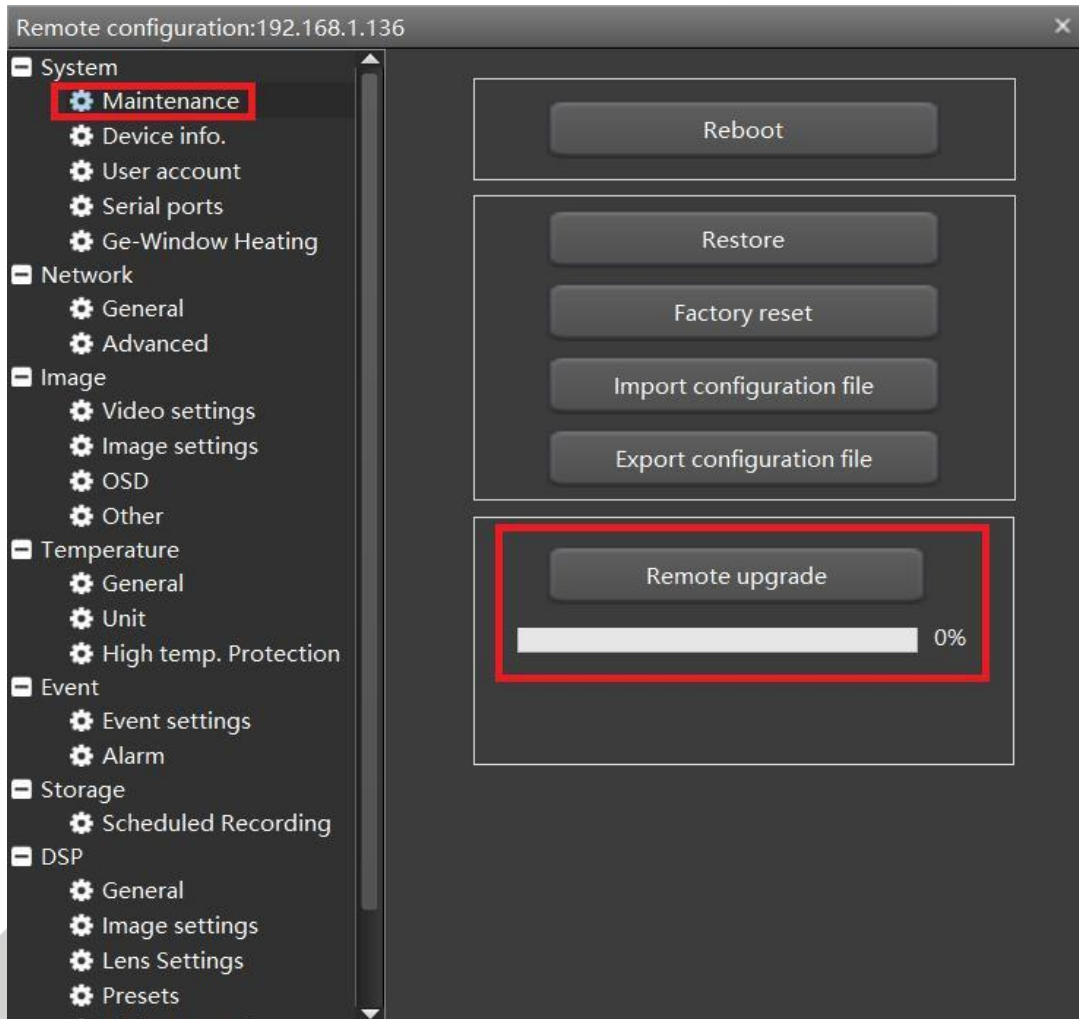 Remote configuration:192.168.1.136
System
Maintenance
Device info.
User account
Serial ports
Ge-Window Heating
Network
General
Advanced
Image
Video settings
Image settings
OSD
Other
Temperature
General
Unit
High temp. Protection
Event
Event settings
Alarm
Storage
Scheduled Recording
DSP
General
Image settings
Lens Settings
Presets
Reboot
Restore
Factory reset
Import configuration file
Export configuration file
Remote upgrade
0%